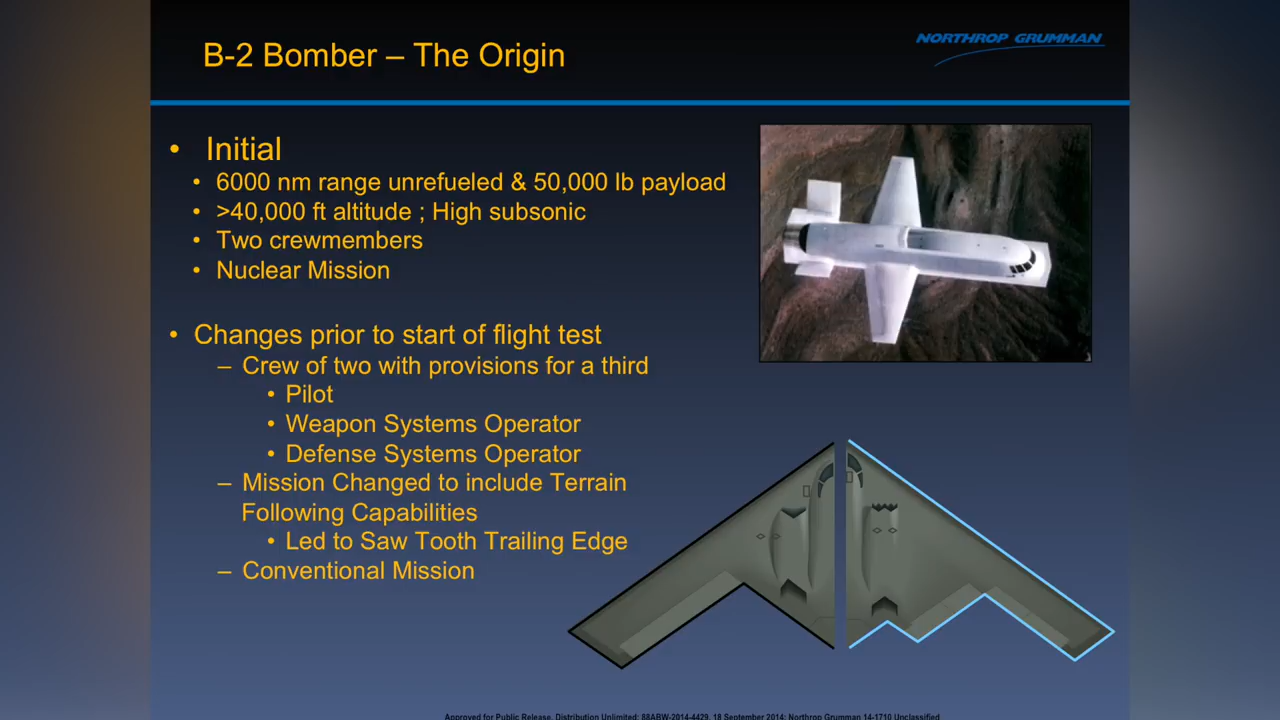 B-2 Bomber – The Origin
NORTHROP GRUMMAN
• Initial
• 6000 nm range unrefueled & 50,000 lb payload
• >40,000 ft altitude ; High subsonic
• Two crewmembers
• Nuclear Mission
• Changes prior to start of flight test
– Crew of two with provisions for a third
• Pilot
• Weapon Systems Operator
• Defense Systems Operator
– Mission Changed to include Terrain
Following Capabilities
• Led to Saw Tooth Trailing Edge
– Conventional Mission
Approved for Public Release, Distribution Unlimited: 88ABW-2014-4429, 18 September 2014; Northrop Grumman 14-1710 Unclassified